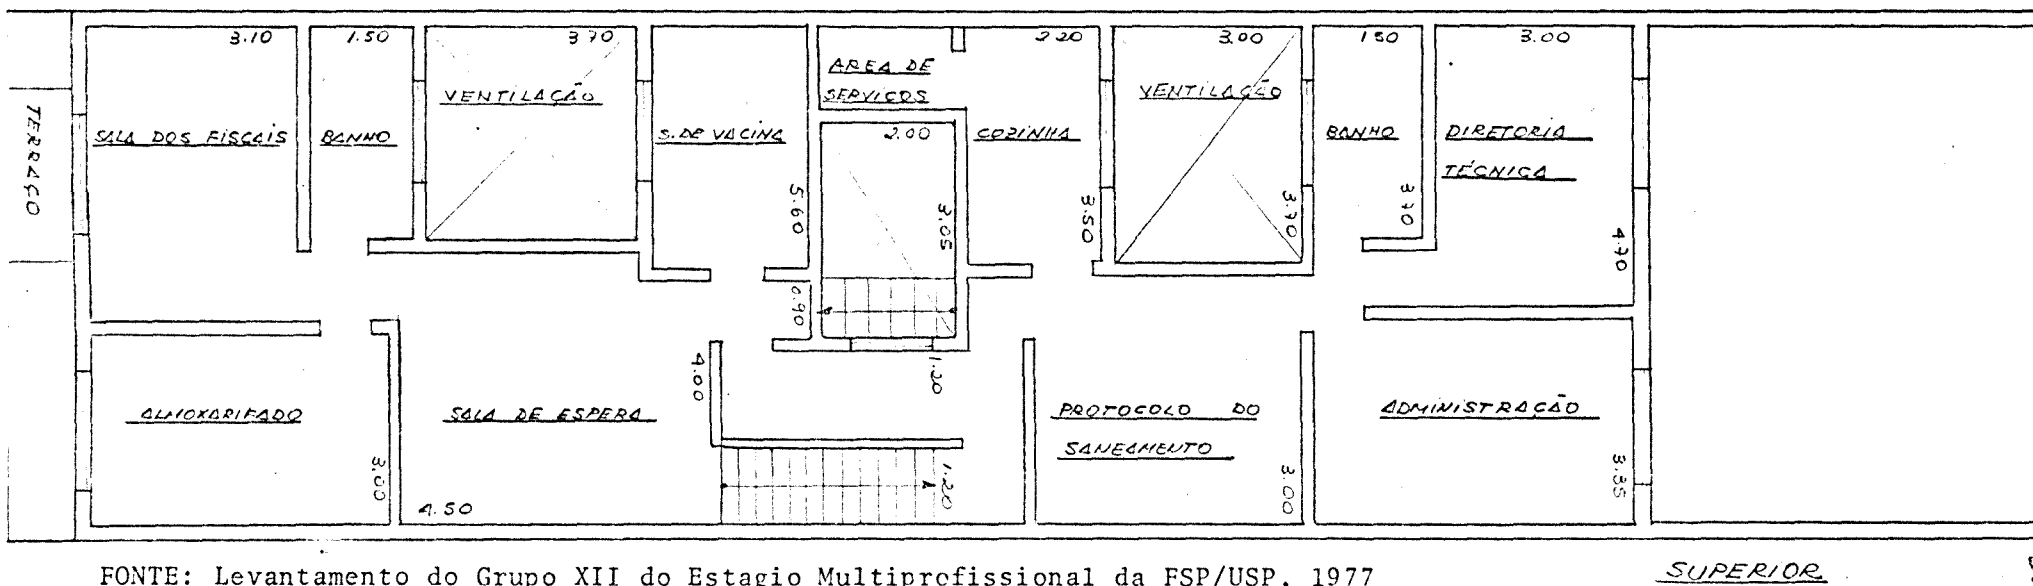 3.10 1.50 3.70 2.20 3.00 1.50 3.00
TERRAÇO
SALA DOS FISCAIS
BANHO
VENTILAÇÃO
S. DE VACINA
5.60
AREA DE
SERVICOS
2.00
3.05
0.90
COZINHA
3.50
VENTILAÇÃO
3.70
BANHO
3.70
DIRETORIA
TÉCNICA
4.70
ALMOXARIFADO
3.00
SALA DE ESPERA
4.50
4.00
1.20
1.20
PROTOCOLO DO
SANEAMENTO
3.00
ADMINISTRAÇÃO
3.35
FONTE: Levantamento do Grupo XII do Estagio Multiprofissional da FSP/USP, 1977
SUPERIOR